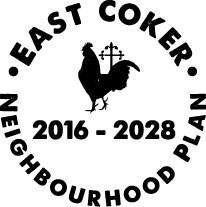 • EAST COKER •
2016 - 2028
NEIGHBOURHOOD PLAN